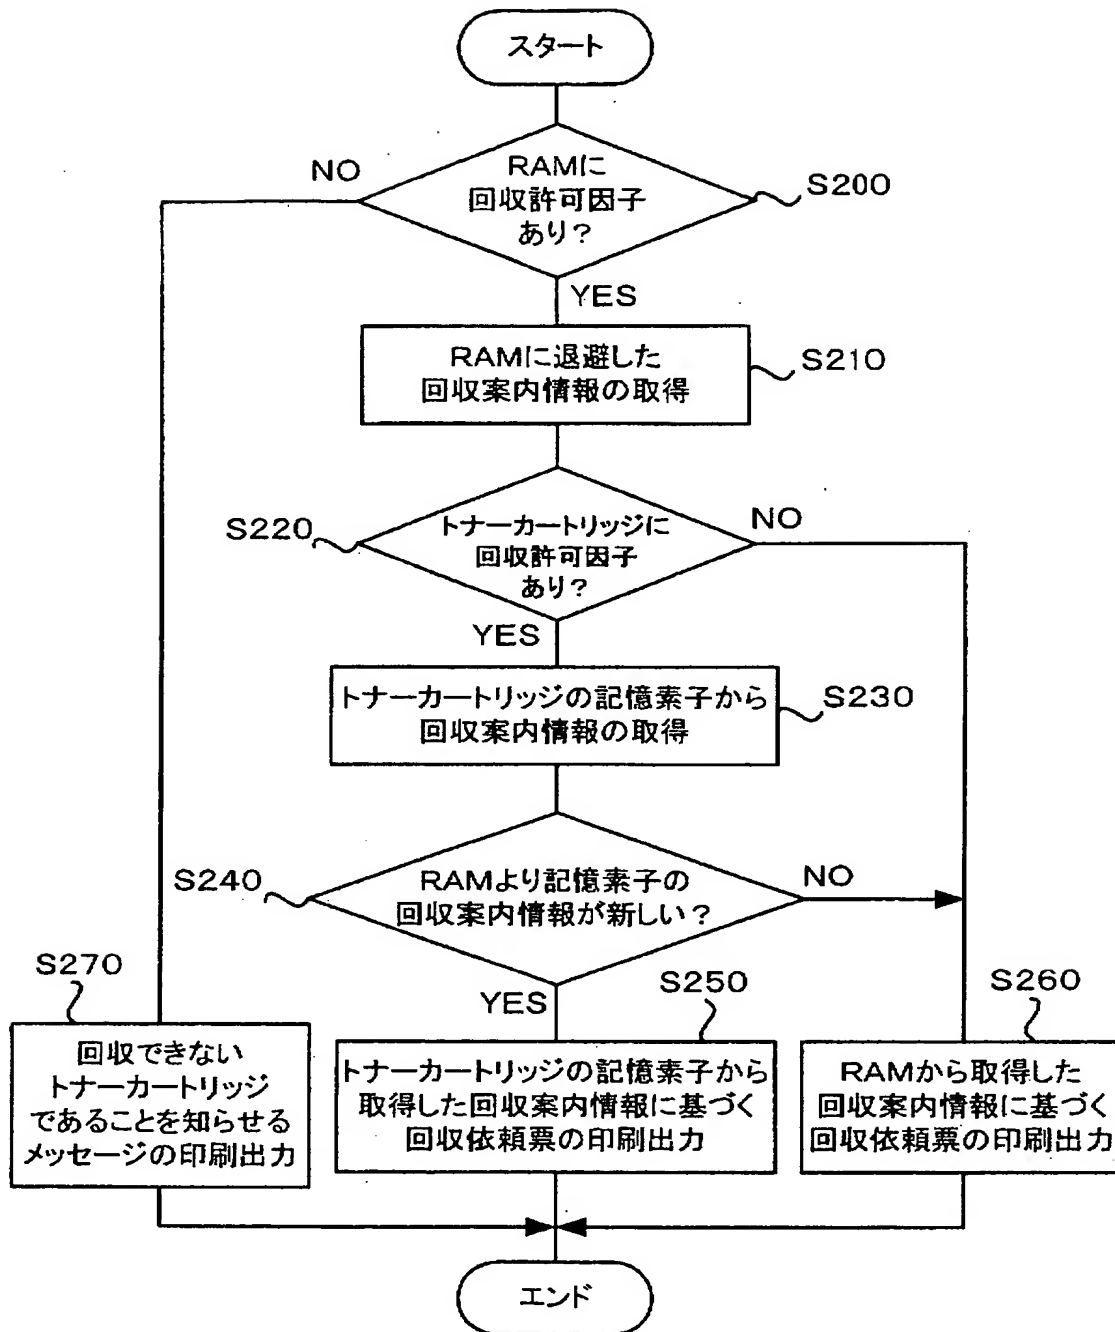 スタート
RAMに
回収許可因子
あり?
NO
S200
YES
RAMに退避した
回収案内情報の取得
S210
S220
トナーカートリッジに
回収許可因子
あり?
NO
YES
トナーカートリッジの記憶素子から
回収案内情報の取得
S230
S240
RAMより記憶素子の
回収案内情報が新しい?
NO
YES
S270
回収できない
トナーカートリッジ
であることを知らせる
メッセージの印刷出力
S250
トナーカートリッジの記憶素子から
取得した回収案内情報に基づく
回収依頼票の印刷出力
S260
RAMから取得した
回収案内情報に基づく
回収依頼票の印刷出力
エンド